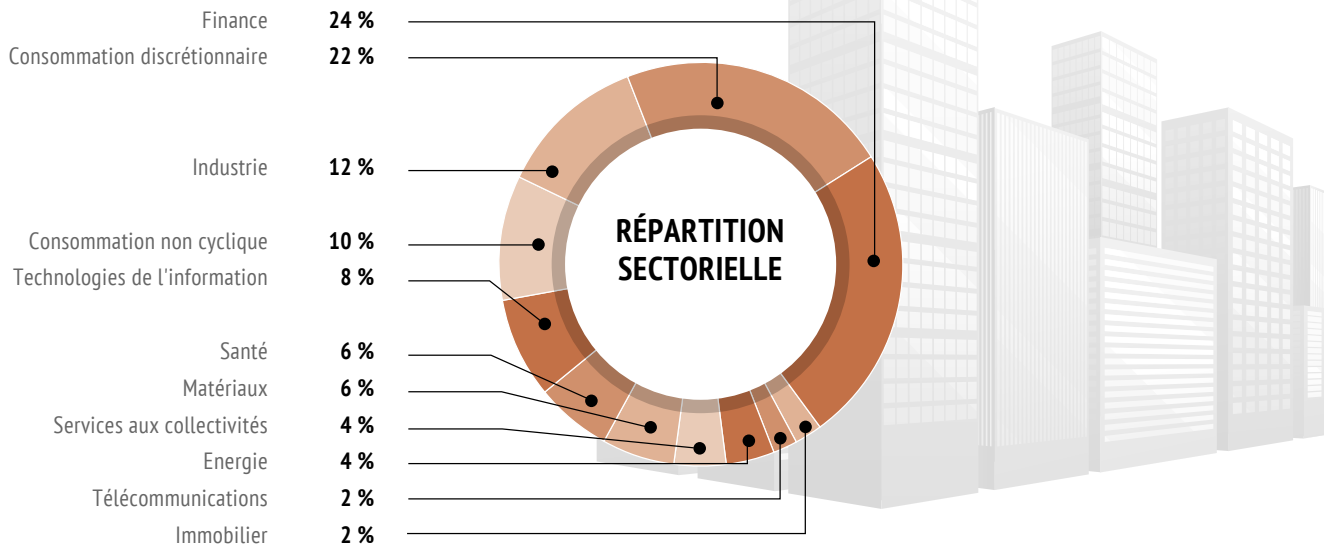 Finance 24 %
Consommation discrétionnaire 22 %
Industrie 12 %
Consommation non cyclique 10 %
Technologies de l'information 8 %
Santé 6 %
Matériaux 6 %
Services aux collectivités 4 %
Energie 4 %
Télécommunications 2 %
Immobilier 2 %
RÉPARTITION
SECTORIELLE